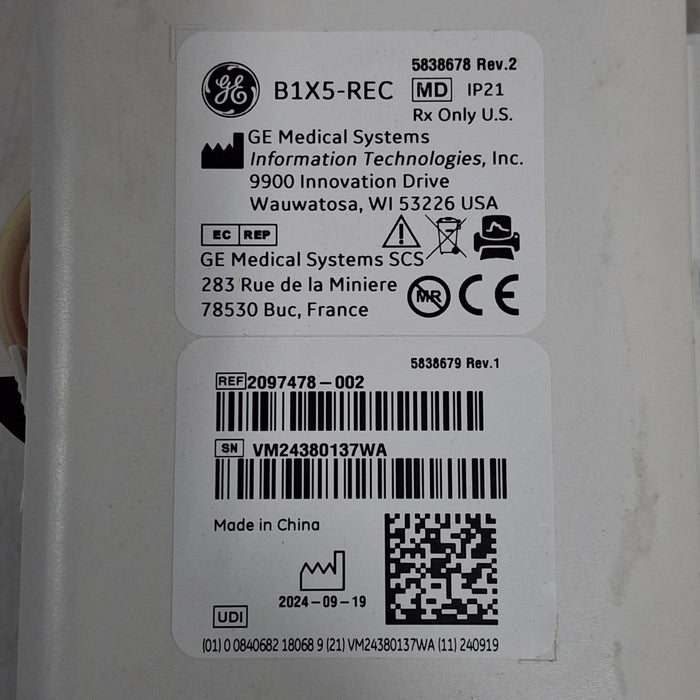 5838678 Rev.2
GE B1X5-REC MD IP21
Rx Only U.S.
GE Medical Systems
Information Technologies, Inc.
9900 Innovation Drive
Wauwatosa, WI 53226 USA
EC REP
GE Medical Systems SCS
283 Rue de la Miniere
78530 Buc, France
MR CE
5838679 Rev.1
REF 2097478-002
SN VM24380137WA
Made in China
2024-09-19
UDI
(01) 0 0840682 18068 9 (21) VM24380137WA (11) 240919